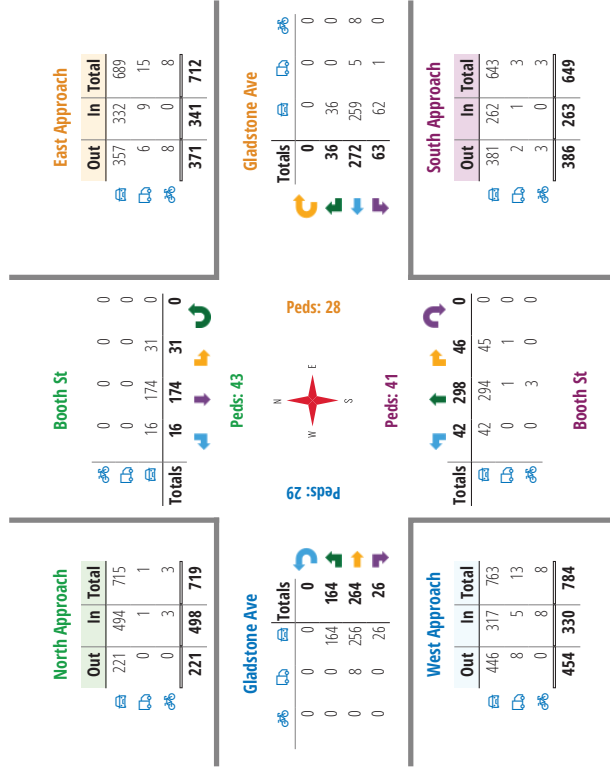 North Approach
Out In Total
221 494 715
0 1 1
0 3 3
221 498 719
Booth St
0 0 0 0
0 0 0 0
16 174 31 0
Totals 16 174 31 0
East Approach
Out In Total
357 332 689
6 9 15
8 0 8
371 341 712
Gladstone Ave
Totals
0 0 0 0
0 0 164 164
0 8 256 264
0 0 26 26
Peds: 43
Peds: 29
N
W E
S
Peds: 28
Peds: 41
Gladstone Ave
Totals
0 0 0 0
36 36 0 0
272 259 5 8
63 62 1 0
West Approach
Out In Total
446 317 763
8 5 13
0 8 8
454 330 784
Totals 42 298 46 0
42 294 45 0
0 1 1 0
0 3 0 0
Booth St
South Approach
Out In Total
381 262 643
2 1 3
3 0 3
386 263 649